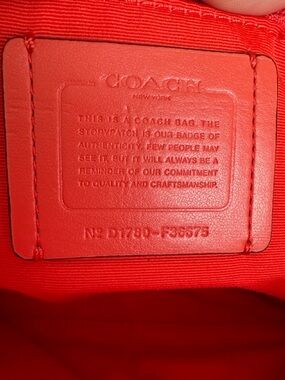 COACH
NEW YORK
THIS IS A COACH BAG. THE
STORYPATCH IS OUR BADGE OF
AUTHENTICITY. FEW PEOPLE MAY
SEE IT, BUT IT WILL ALWAYS BE A
REMINDER OF OUR COMMITMENT
TO QUALITY AND CRAFTSMANSHIP.
Nº D1780-F36675